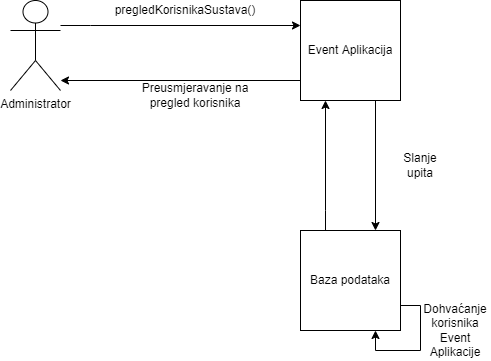 pregledKorisnikaSustava()
Event Aplikacija
Preusmjeravanje na
pregled korisnika
Administrator
Slanje
upita
Baza podataka
Dohvaćanje
korisnika
Event
Aplikacije